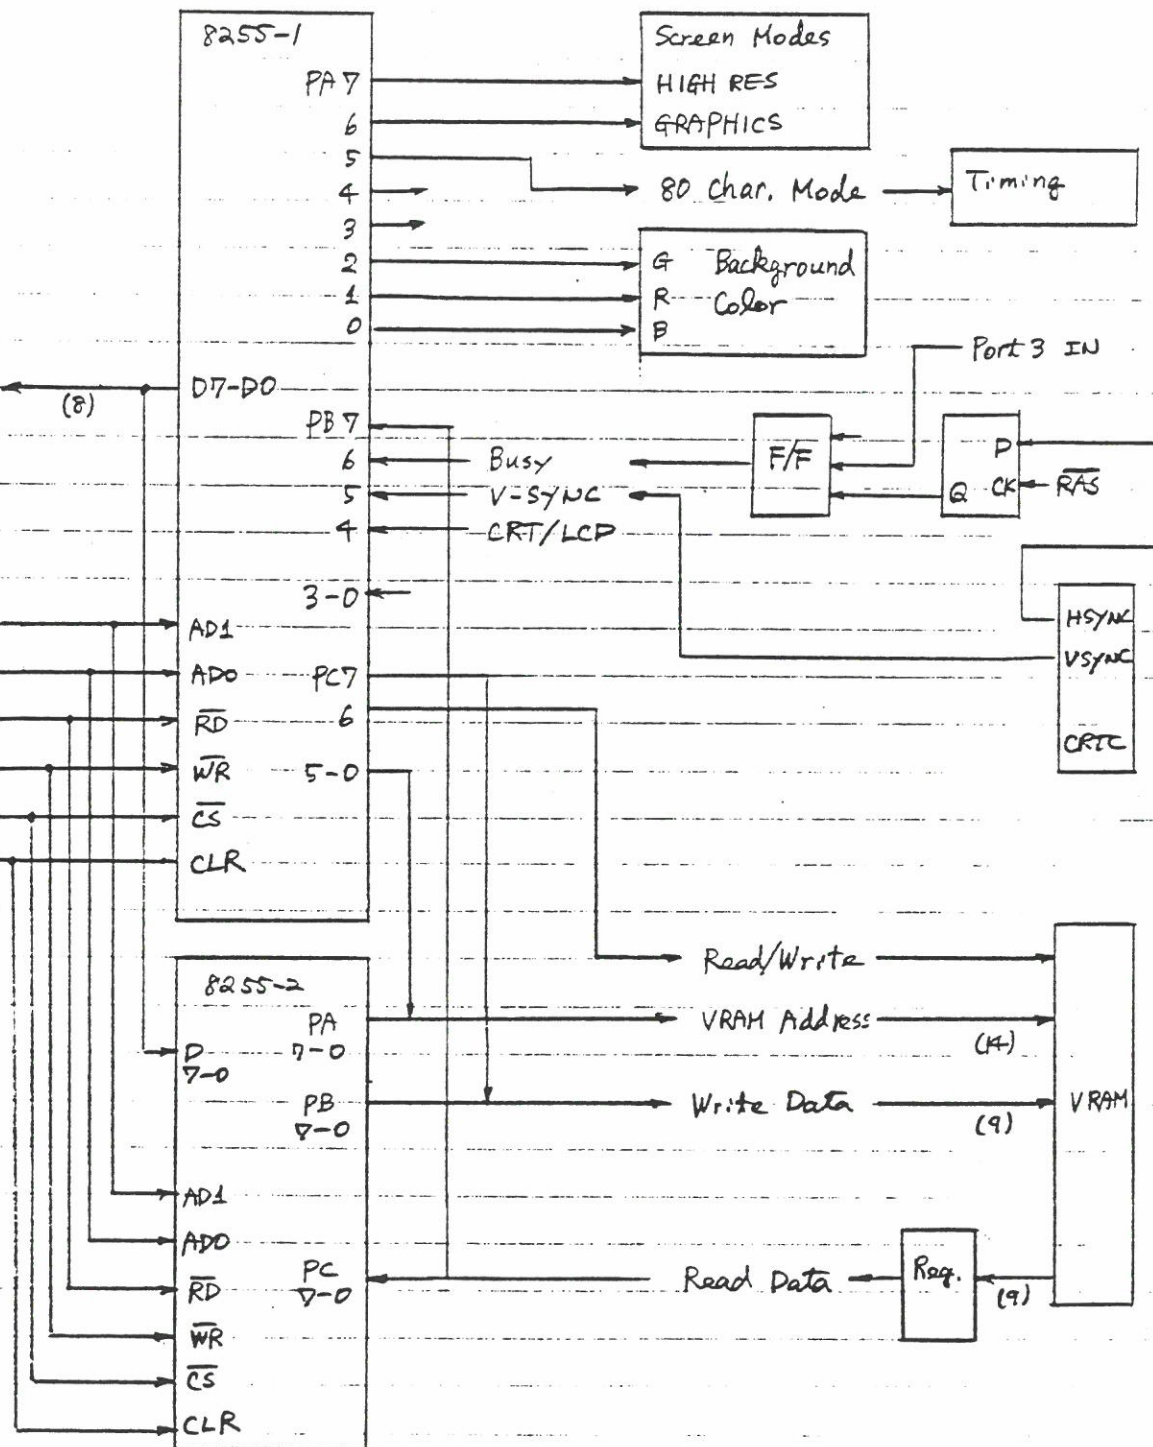 8255-1
PA 7
6
5
4
3
2
1
0
Screen Modes
HIGH RES
GRAPHICS
80 Char. Mode
Timing
G Background
R Color
B
Port 3 IN
D7-D0
(8)
PB 7
6
5
4
3-0
Busy
V-SYNC
CRT/LCD
F/F
D
Q CK
RAS
HSYNC
VSYNC
CRTC
AD1
AD0
RD
WR
CS
CLR
PC7
6
5-0
8255-2
PA
7-0
D
7-0
PB
7-0
AD1
AD0
RD
WR
CS
CLR
PC
7-0
Read/Write
VRAM Address
(14)
Write Data
(9)
VRAM
Read Data
Reg.
(9)